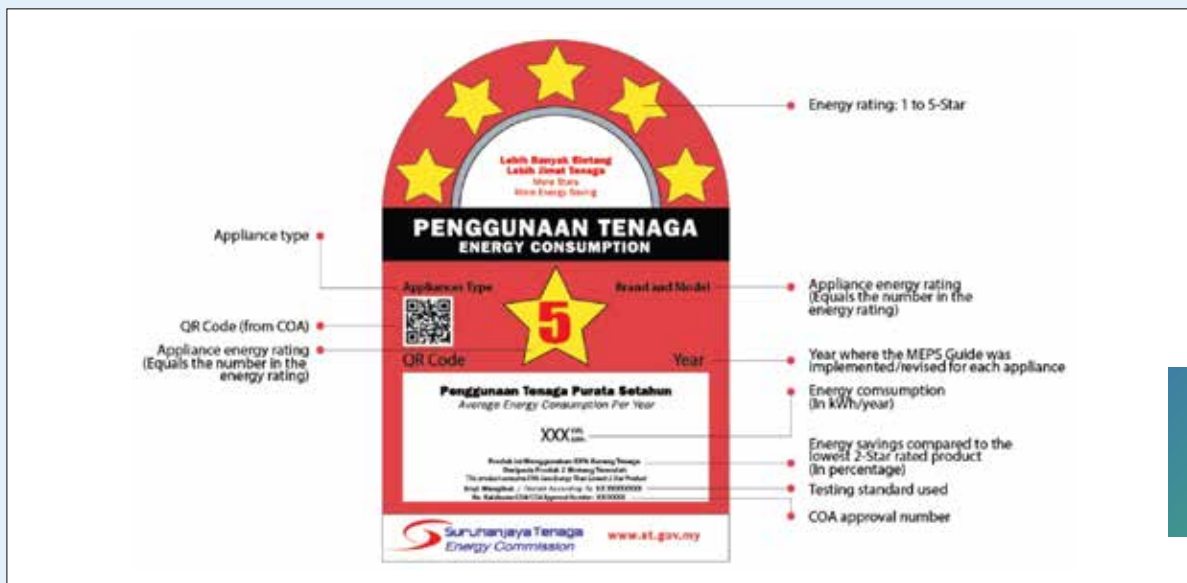 Energy rating: 1 to 5-Star
Lebih Banyak Bintang
Lebih Jimat Tenaga
More Stars
More Energy Saving
PENGGUNAAN TENAGA
ENERGY CONSUMPTION
Appliance type
Appliances Type
Brand and Model
Appliance energy rating
(Equals the number in the
energy rating)
5
QR Code (from COA)
Appliance energy rating
(Equals the number in the
energy rating)
QR Code
Year
Year where the MEPS Guide was
implemented/revised for each appliance
Penggunaan Tenaga Purata Setahun
Average Energy Consumption Per Year
Energy comsumption
(In kWh/year)
XXX
Energy savings compared to the
lowest 2-Star rated product
(In percentage)
Testing standard used
COA approval number
Suruhanjaya Tenaga
Energy Commission
www.st.gov.my